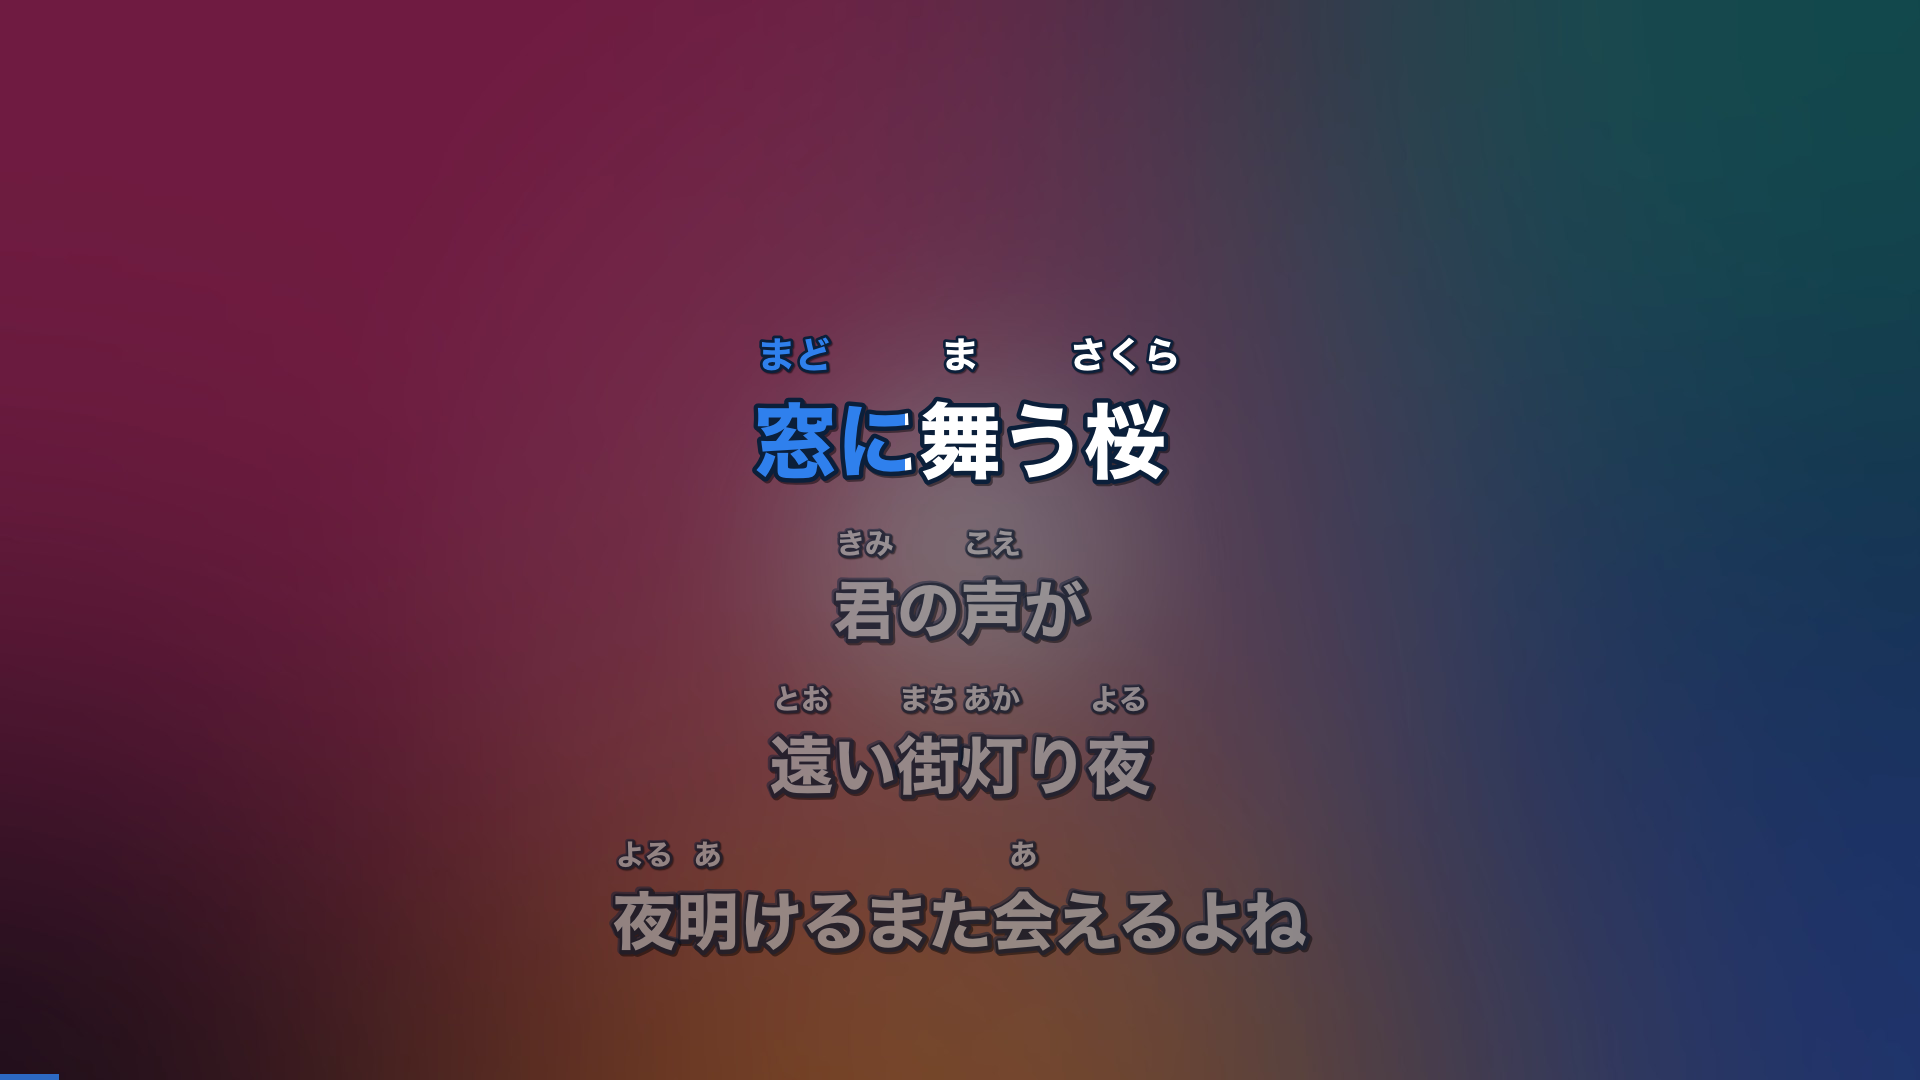 まど ま さくら
窓に舞う桜
きみ こえ
君の声が
とお まち あか よる
遠い街灯り夜
よる あ あ
夜明けるまた会えるよね